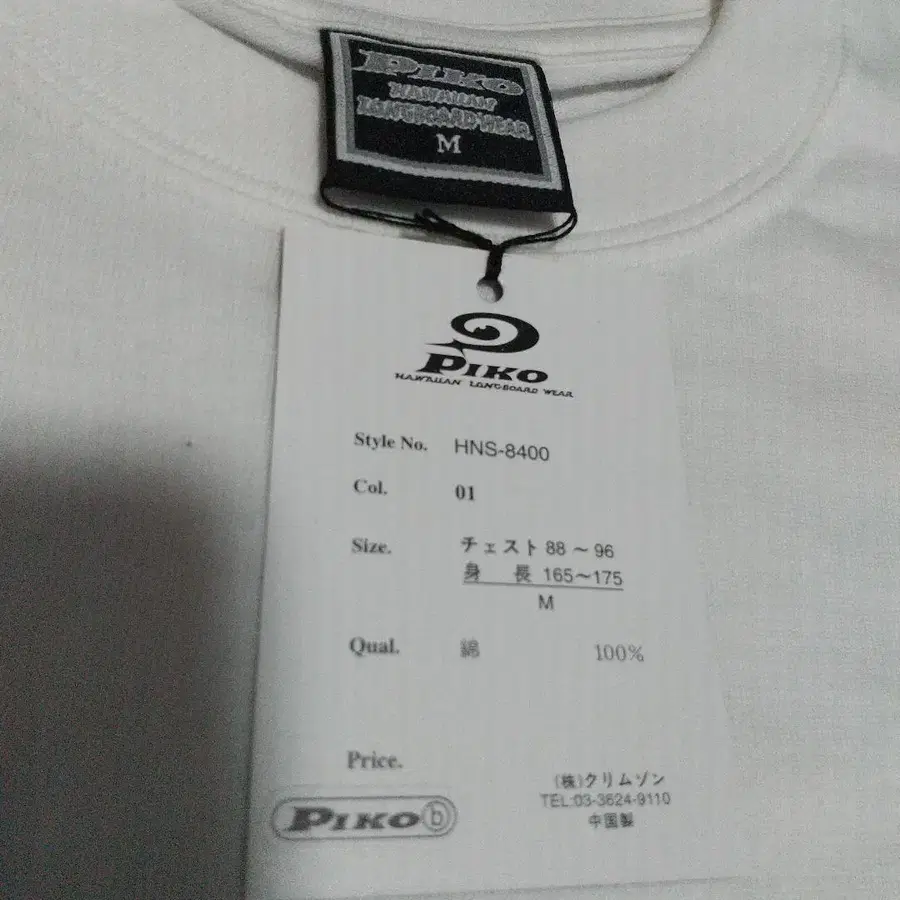 PIKO
HAWAIIAN
LONGBOARD WEAR
M
PIKO
HAWAIIAN LONGBOARD WEAR
Style No. HNS-8400
Col. 01
Size. チェスト 88～96
身 長 165～175
M
Qual. 綿 100%
Price.
(株)クリムゾン
TEL:03-3624-9110
中国製
PIKO b